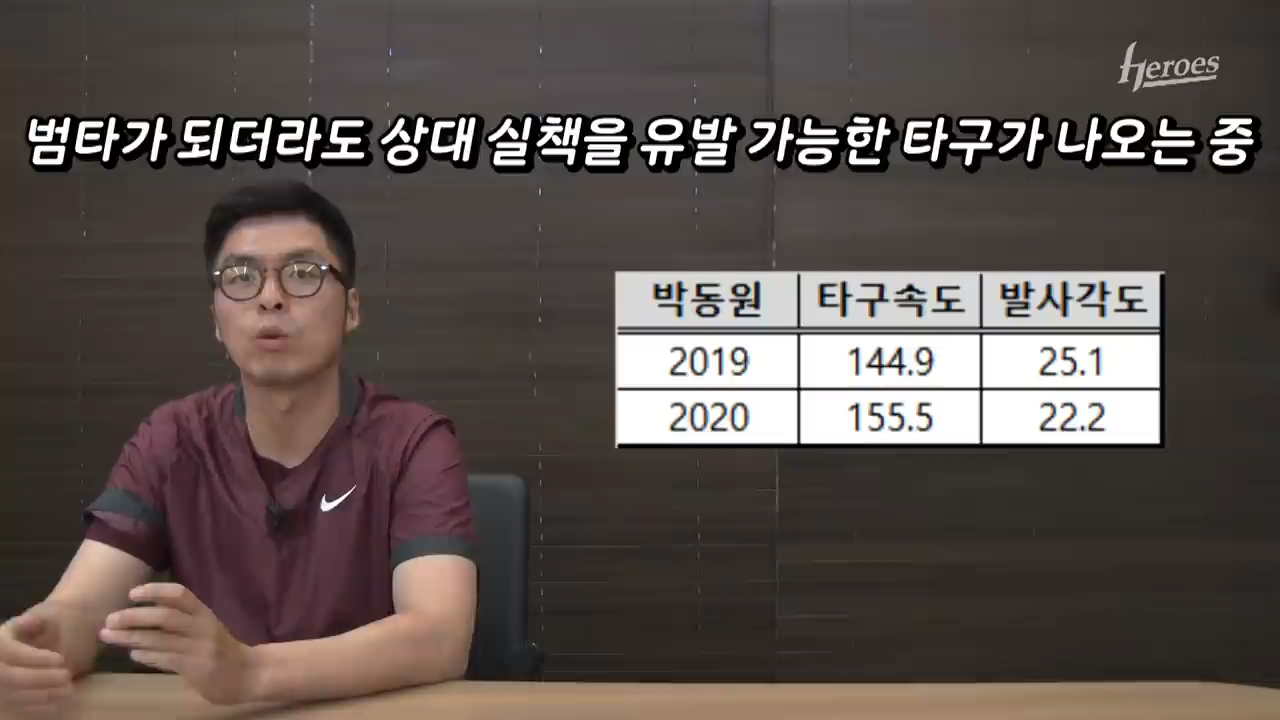 heroes
범타가 되더라도 상대 실책을 유발 가능한 타구가 나오는 중
박동원 타구속도 발사각도
2019 144.9 25.1
2020 155.5 22.2